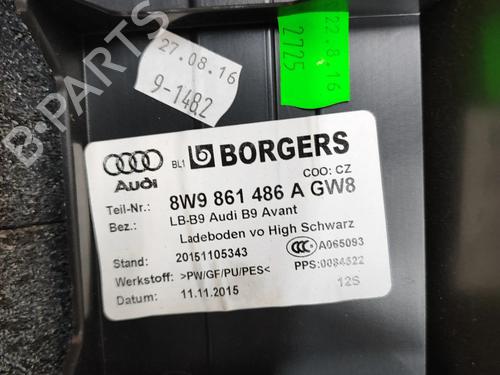 27.08.16
9-1482
22.8.16
2725
B-PARTS
Audi
BL1 BORGERS
COO: CZ
Teil-Nr.: 8W9 861 486 A GW8
Bez.: LB-B9 Audi B9 Avant
Ladeboden vo High Schwarz
Stand: 20151105343
CCC A065093
Werkstoff: >PW/GF/PU/PES<
PPS:0084522
Datum: 11.11.2015
12S